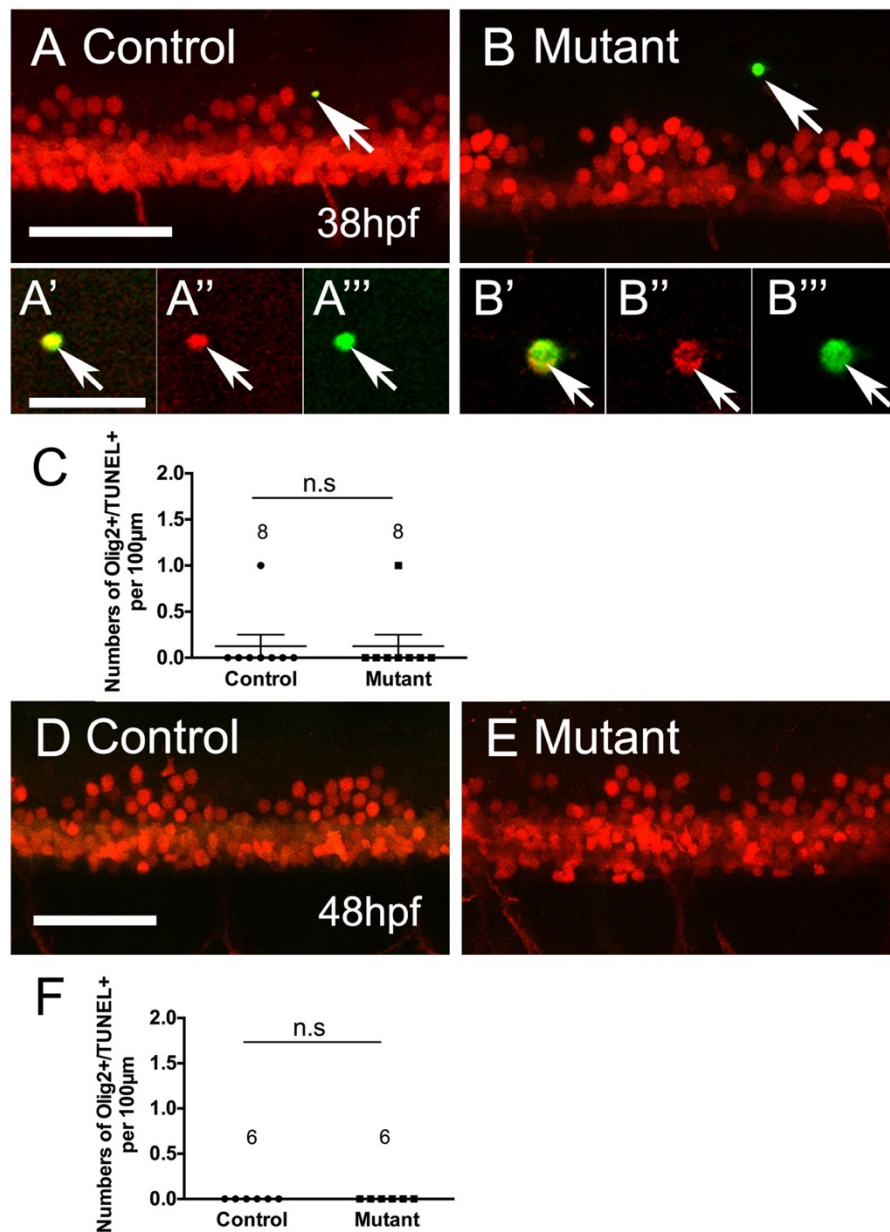 A Control
B Mutant
38hpf
A' A'' A''' B' B'' B'''
C
Numbers of Olig2+/TUNEL+
per 100µm
2.0
1.5
1.0
0.5
0.0
n.s
8 8
Control Mutant
D Control
E Mutant
48hpf
F
Numbers of Olig2+/TUNEL+
per 100µm
2.0
1.5
1.0
0.5
0.0
n.s
6 6
Control Mutant